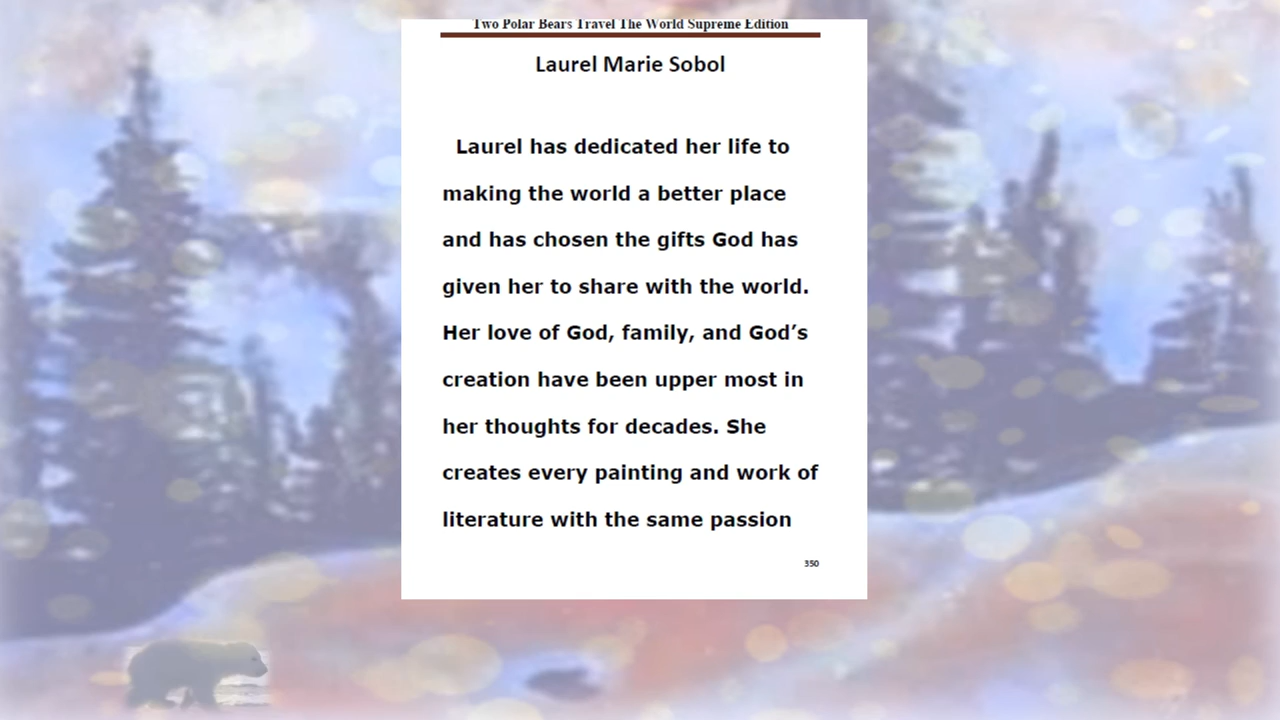 Two Polar Bears Travel The World Supreme Edition
Laurel Marie Sobol
Laurel has dedicated her life to
making the world a better place
and has chosen the gifts God has
given her to share with the world.
Her love of God, family, and God’s
creation have been upper most in
her thoughts for decades. She
creates every painting and work of
literature with the same passion
350